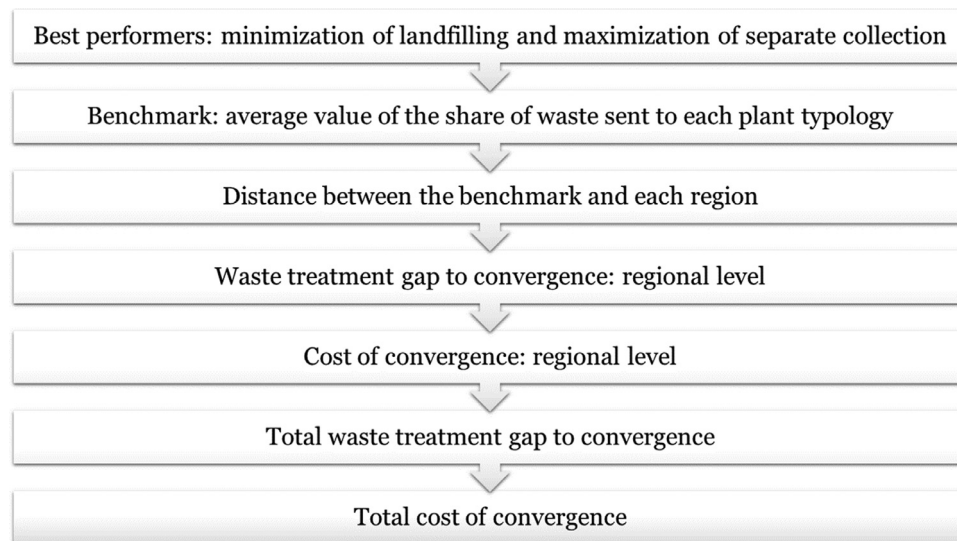 Best performers: minimization of landfilling and maximization of separate collection
Benchmark: average value of the share of waste sent to each plant typology
Distance between the benchmark and each region
Waste treatment gap to convergence: regional level
Cost of convergence: regional level
Total waste treatment gap to convergence
Total cost of convergence